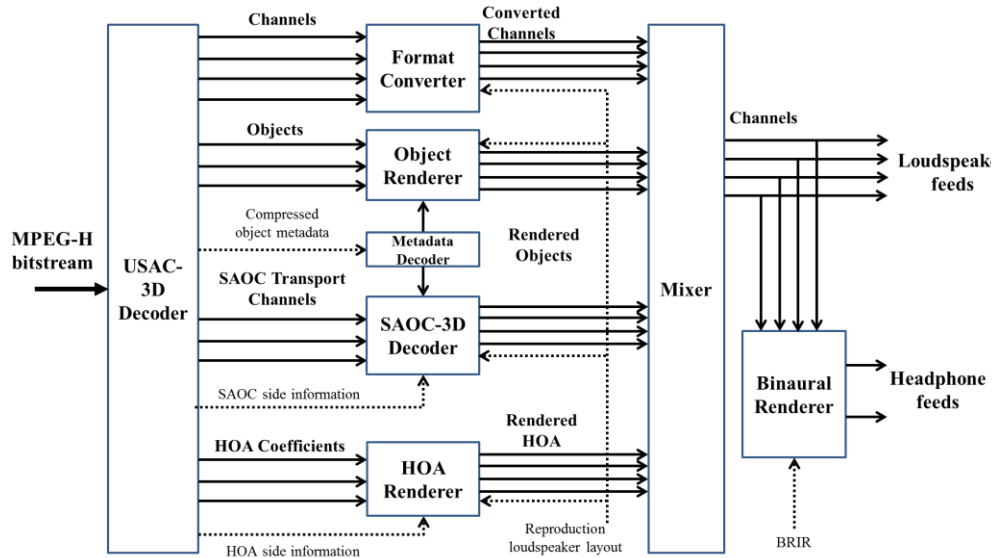 Channels
Format
Converter
Converted
Channels
Objects
Object
Renderer
Compressed
object metadata
Metadata
Decoder
Rendered
Objects
MPEG-H
bitstream
USAC-
3D
Decoder
SAOC Transport
Channels
SAOC-3D
Decoder
SAOC side information
HOA Coefficients
HOA
Renderer
Rendered
HOA
HOA side information
Reproduction
loudspeaker layout
Mixer
Channels
Loudspeake
feeds
Binaural
Renderer
Headphone
feeds
BRIR